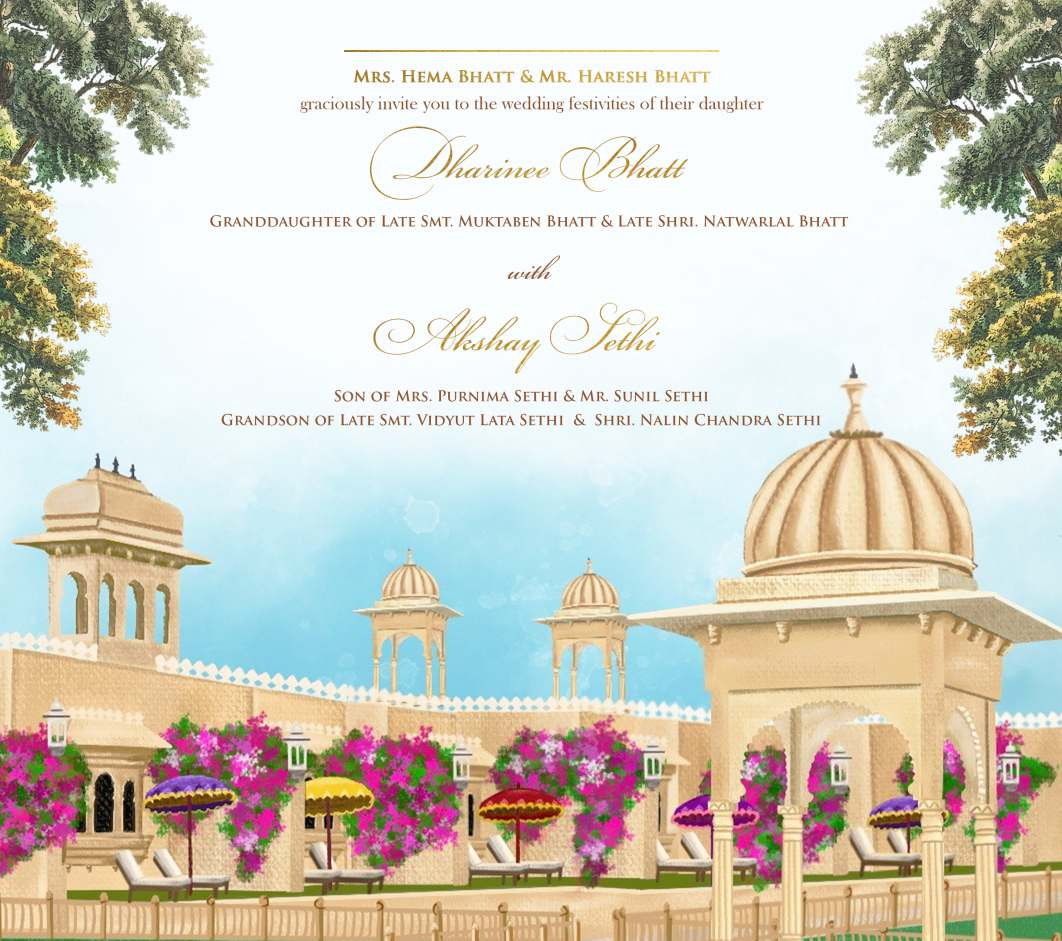 Mrs. Hema Bhatt & Mr. Haresh Bhatt
graciously invite you to the wedding festivities of their daughter
Dharinee Bhatt
Granddaughter of Late Smt. Muktaben Bhatt & Late Shri. Natwarlal Bhatt
with
Akshay Sethi
Son of Mrs. Purnima Sethi & Mr. Sunil Sethi
Grandson of Late Smt. Vidyut Lata Sethi & Shri. Nalin Chandra Sethi